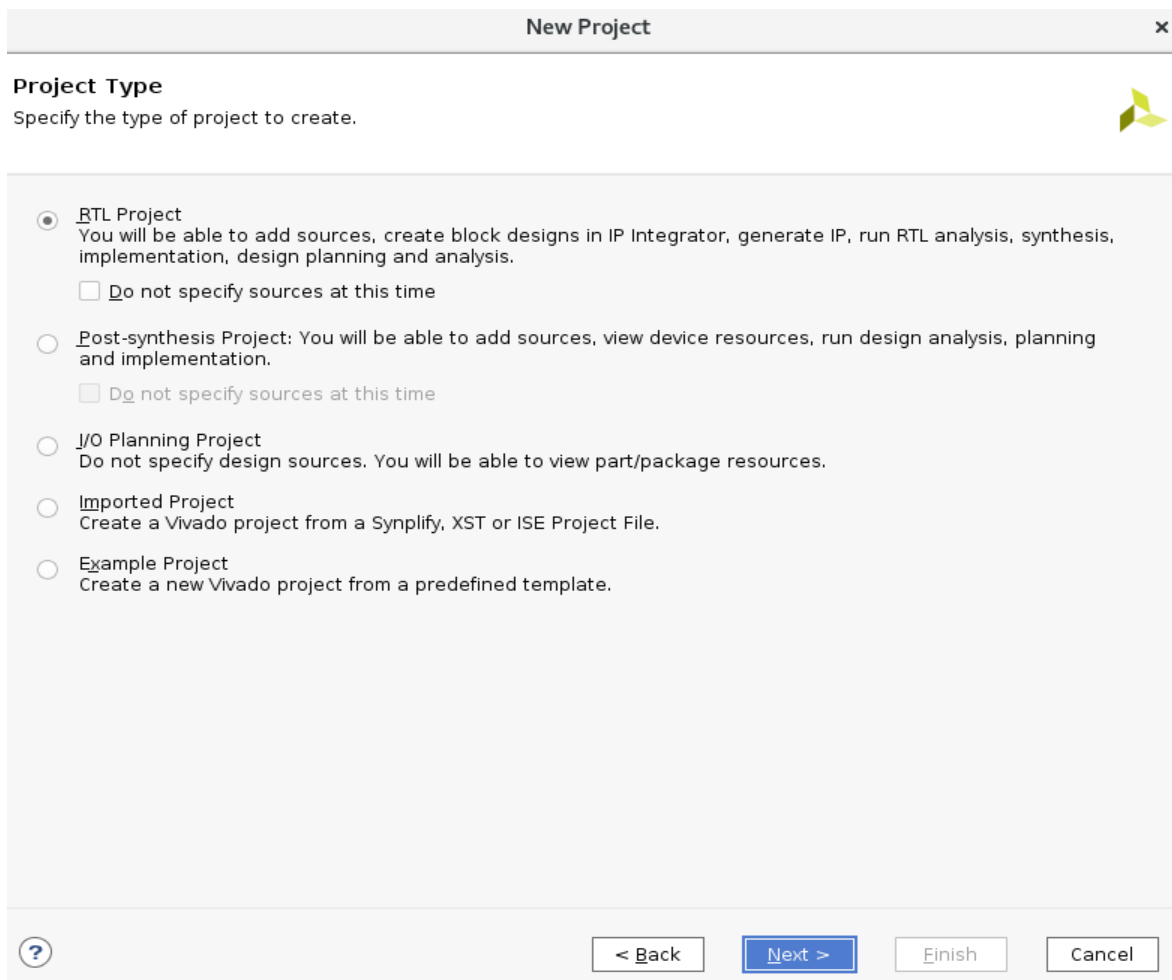 New Project
Project Type
Specify the type of project to create.
RTL Project
You will be able to add sources, create block designs in IP Integrator, generate IP, run RTL analysis, synthesis,
implementation, design planning and analysis.
Do not specify sources at this time
Post-synthesis Project: You will be able to add sources, view device resources, run design analysis, planning
and implementation.
Do not specify sources at this time
I/O Planning Project
Do not specify design sources. You will be able to view part/package resources.
Imported Project
Create a Vivado project from a Synplify, XST or ISE Project File.
Example Project
Create a new Vivado project from a predefined template.
? < Back Next > Finish Cancel